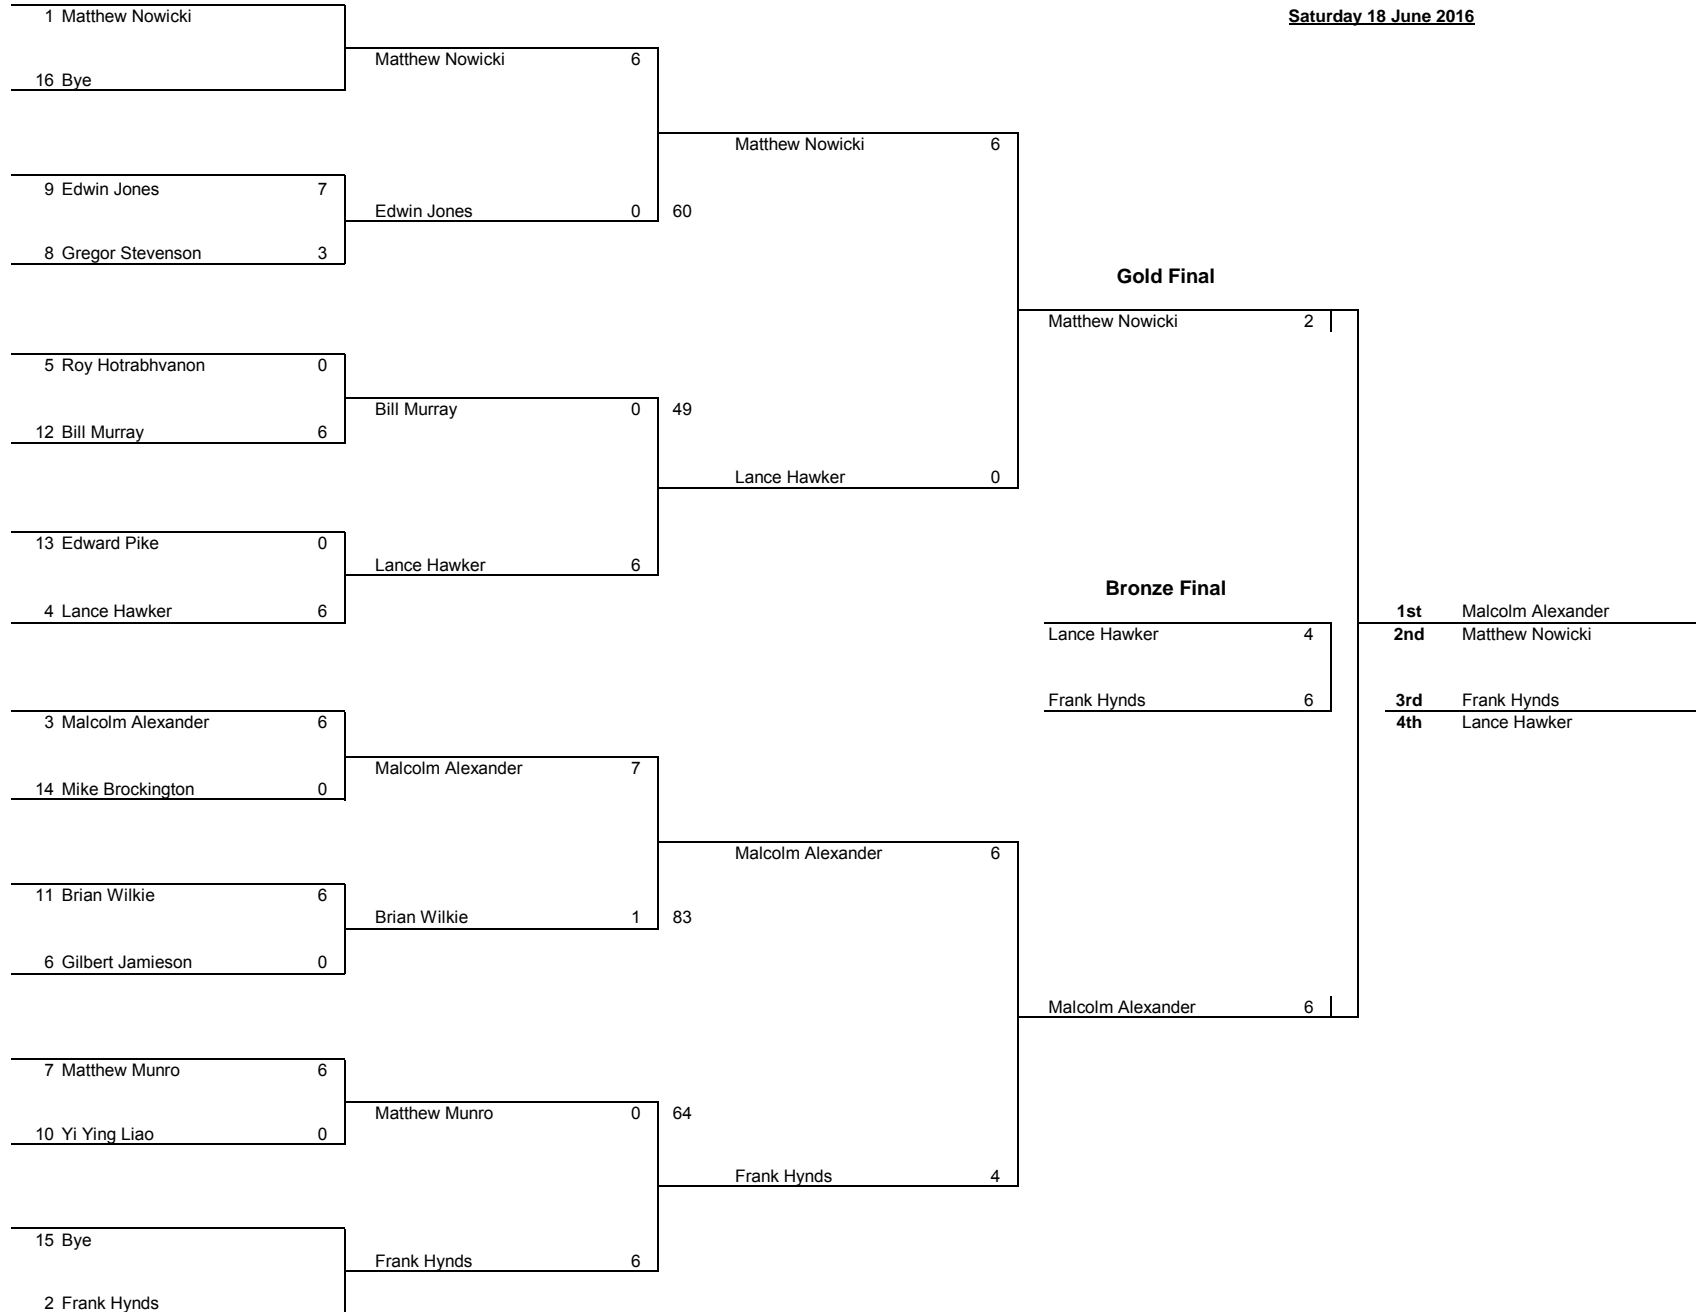 Saturday 18 June 2016
1 Matthew Nowicki
Matthew Nowicki 6
16 Bye
Matthew Nowicki 6
9 Edwin Jones 7
Edwin Jones 0 60
8 Gregor Stevenson 3
Gold Final
Matthew Nowicki 2
5 Roy Hotrabhvanon 0
Bill Murray 0 49
12 Bill Murray 6
Lance Hawker 0
13 Edward Pike 0
Lance Hawker 6
4 Lance Hawker 6
Bronze Final
1st Malcolm Alexander
Lance Hawker 4
2nd Matthew Nowicki
Frank Hynds 6
3rd Frank Hynds
4th Lance Hawker
3 Malcolm Alexander 6
Malcolm Alexander 7
14 Mike Brockington 0
Malcolm Alexander 6
11 Brian Wilkie 6
Brian Wilkie 1 83
6 Gilbert Jamieson 0
Malcolm Alexander 6
7 Matthew Munro 6
Matthew Munro 0 64
10 Yi Ying Liao 0
Frank Hynds 4
15 Bye
Frank Hynds 6
2 Frank Hynds